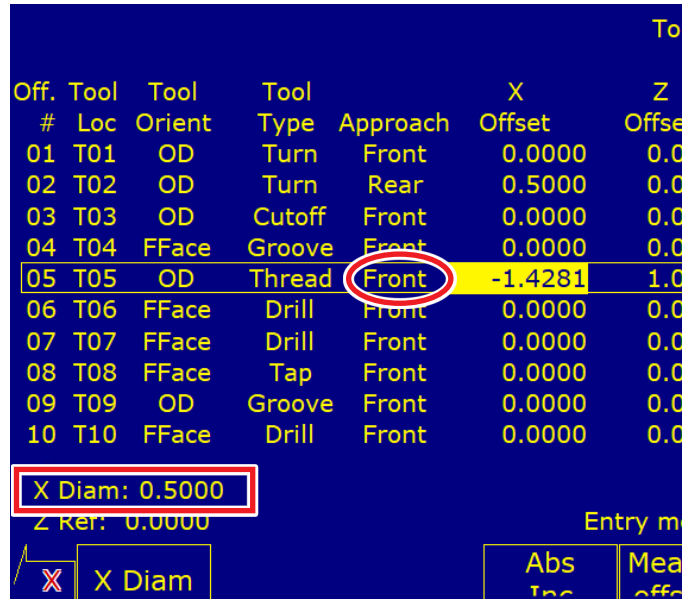 To
Off. Tool Tool Tool X Z
# Loc Orient Type Approach Offset Offse
01 T01 OD Turn Front 0.0000 0.0
02 T02 OD Turn Rear 0.5000 0.0
03 T03 OD Cutoff Front 0.0000 0.0
04 T04 FFace Groove Front 0.0000 0.0
05 T05 OD Thread Front -1.4281 1.0
06 T06 FFace Drill Front 0.0000 0.0
07 T07 FFace Drill Front 0.0000 0.0
08 T08 FFace Tap Front 0.0000 0.0
09 T09 OD Groove Front 0.0000 0.0
10 T10 FFace Drill Front 0.0000 0.0
X Diam: 0.5000
Z Ref: 0.0000 Entry m
X X Diam Abs Mea
Inc offs